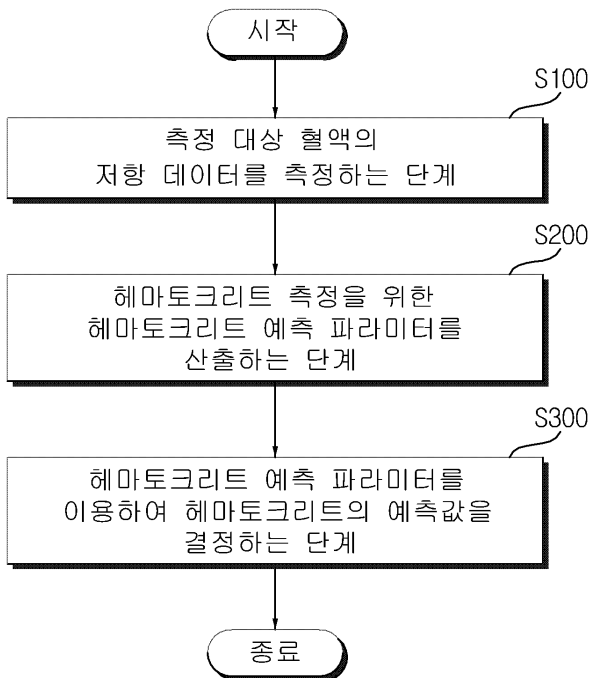 시작
S100
측정 대상 혈액의
저항 데이터를 측정하는 단계
S200
헤마토크리트 측정을 위한
헤마토크리트 예측 파라미터를
산출하는 단계
S300
헤마토크리트 예측 파라미터를
이용하여 헤마토크리트의 예측값을
결정하는 단계
종료